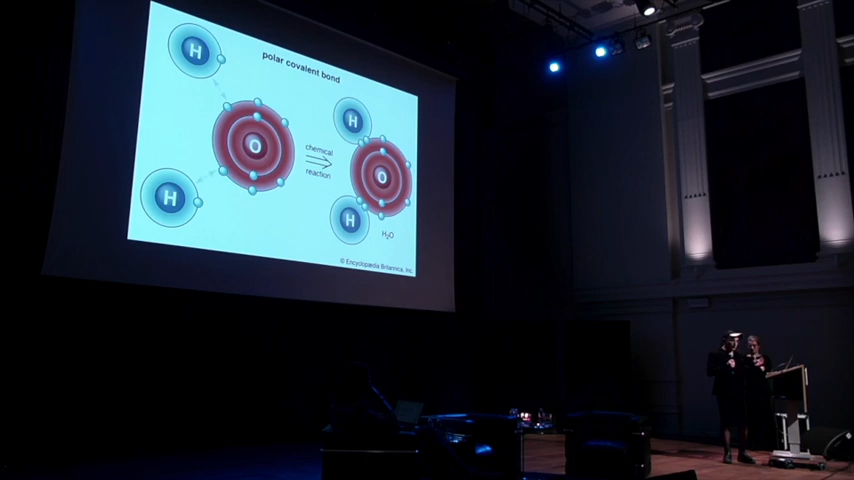 polar covalent bond
H
H
O
chemical
reaction
H
H
O
H₂O
© Encyclopædia Britannica, Inc.